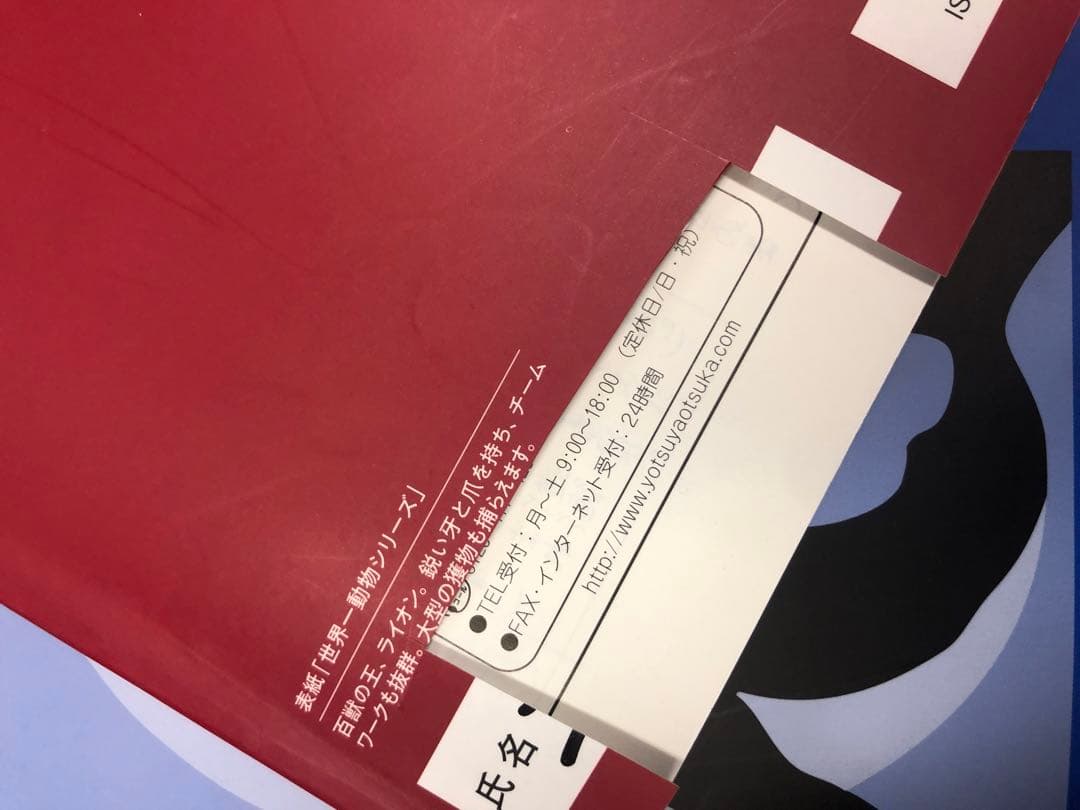 表紙「世界一動物シリーズ」
百獣の王、ライオン。鋭い牙と爪を持ち、チーム
ワークも抜群。大型の獲物も捕らえます。
●TEL受付：月～土 9:00～18:00 （定休日/日・祝）
●FAX・インターネット受付：24時間
http://www.yotsuyaotsuka.com
氏名
IS